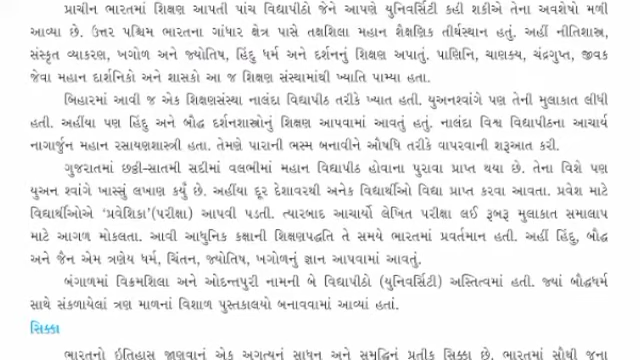 પ્રાચીન ભારતમાં શિક્ષણ આપતી પાંચ વિદ્યાપીઠો જેને આપણે યુનિવર્સિટી કહી શકીએ તેના અવશેષો મળી
આવ્યા છે. ઉત્તર પશ્ચિમ ભારતના ગાંધાર ક્ષેત્ર પાસે તક્ષશિલા મહાન શૈક્ષણિક તીર્થસ્થાન હતું. અહીં નીતિશાસ્ત્ર,
સંસ્કૃત વ્યાકરણ, ખગોળ અને જ્યોતિષ, હિંદુ ધર્મ અને દર્શનનું શિક્ષણ અપાતું. પાણિનિ, ચાણક્ય, ચંદ્રગુપ્ત, જીવક
જેવા મહાન દાર્શનિકો અને શાસકો આ જ શિક્ષણ સંસ્થામાંથી ખ્યાતિ પામ્યા હતા.
બિહારમાં આવી જ એક શિક્ષણસંસ્થા નાલંદા વિદ્યાપીઠ તરીકે ખ્યાત હતી. યુઅનશ્વાંગે પણ તેની મુલાકાત લીધી
હતી. અહીંયા પણ હિંદુ અને બૌદ્ધ દર્શનશાસ્ત્રોનું શિક્ષણ આપવામાં આવતું હતું. નાલંદા વિશ્વ વિદ્યાપીઠના આચાર્ય
નાગાર્જુન મહાન રસાયણશાસ્ત્રી હતા. તેમણે પારાની ભસ્મ બનાવીને ઔષધિ તરીકે વાપરવાની શરૂઆત કરી.
ગુજરાતમાં છઠ્ઠી-સાતમી સદીમાં વલભીમાં મહાન વિદ્યાપીઠ હોવાના પુરાવા પ્રાપ્ત થયા છે. તેના વિશે પણ
યુઅન શ્વાંગે ખાસ્સું લખાણ કર્યું છે. અહીંયા દૂર દેશાવરથી અનેક વિદ્યાર્થીઓ વિદ્યા પ્રાપ્ત કરવા આવતા. પ્રવેશ માટે
વિદ્યાર્થીઓએ ‘પ્રવેશિકા’(પરીક્ષા) આપવી પડતી. ત્યારબાદ આચાર્યો લેખિત પરીક્ષા લઈ રૂબરૂ મુલાકાત સમાલાપ
માટે આગળ મોકલતા. આવી આધુનિક કક્ષાની શિક્ષણપદ્ધતિ તે સમયે ભારતમાં પ્રવર્તમાન હતી. અહીં હિંદુ, બૌદ્ધ
અને જૈન એમ ત્રણેય ધર્મ, ચિંતન, જ્યોતિષ, ખગોળનું જ્ઞાન આપવામાં આવતું.
બંગાળમાં વિક્રમશિલા અને ઓદન્તપુરી નામની બે વિદ્યાપીઠો (યુનિવર્સિટી) અસ્તિત્વમાં હતી. જ્યાં બૌદ્ધધર્મ
સાથે સંકળાયેલાં ત્રણ માળનાં વિશાળ પુસ્તકાલયો બનાવવામાં આવ્યાં હતાં.
સિક્કા
ભારતનો ઇતિહાસ જાણવાનું એક અગત્યનું સાધન અને સમૃદ્ધિનું પ્રતીક સિક્કા છે. ભારતમાં સૌથી જૂના